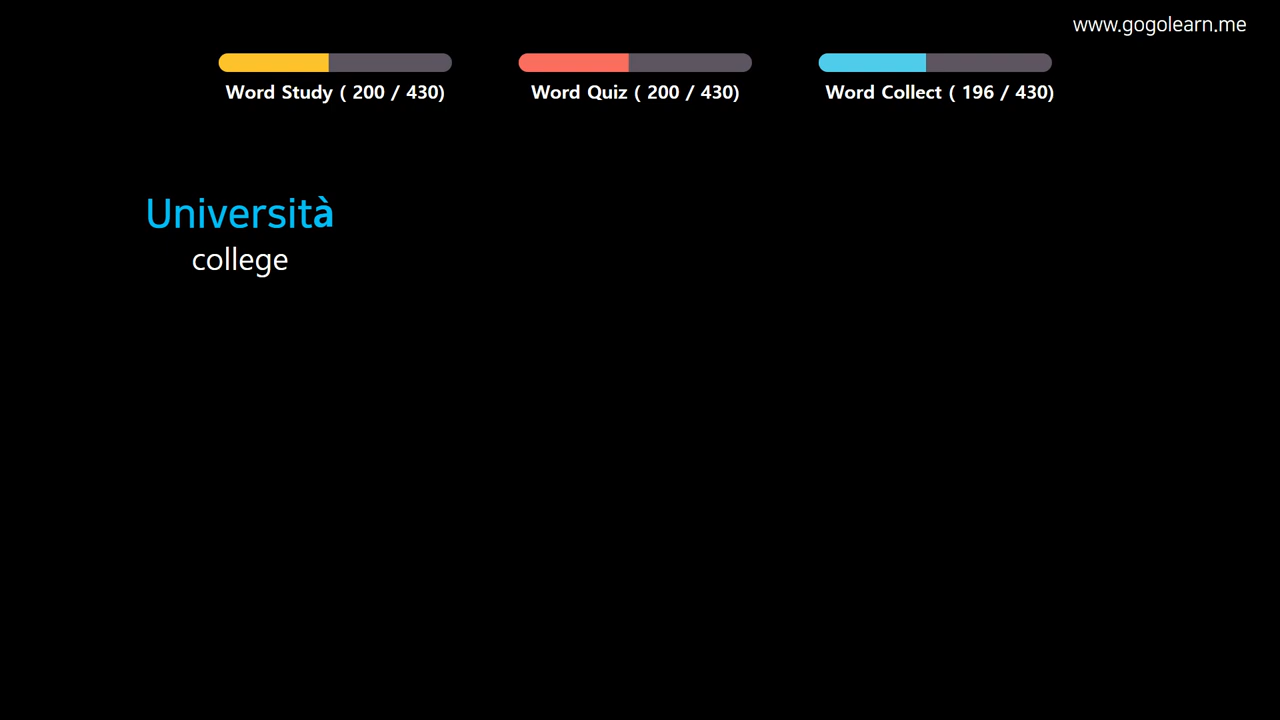 www.gogolearn.me
Word Study ( 200 / 430)
Word Quiz ( 200 / 430)
Word Collect ( 196 / 430)
Università
college